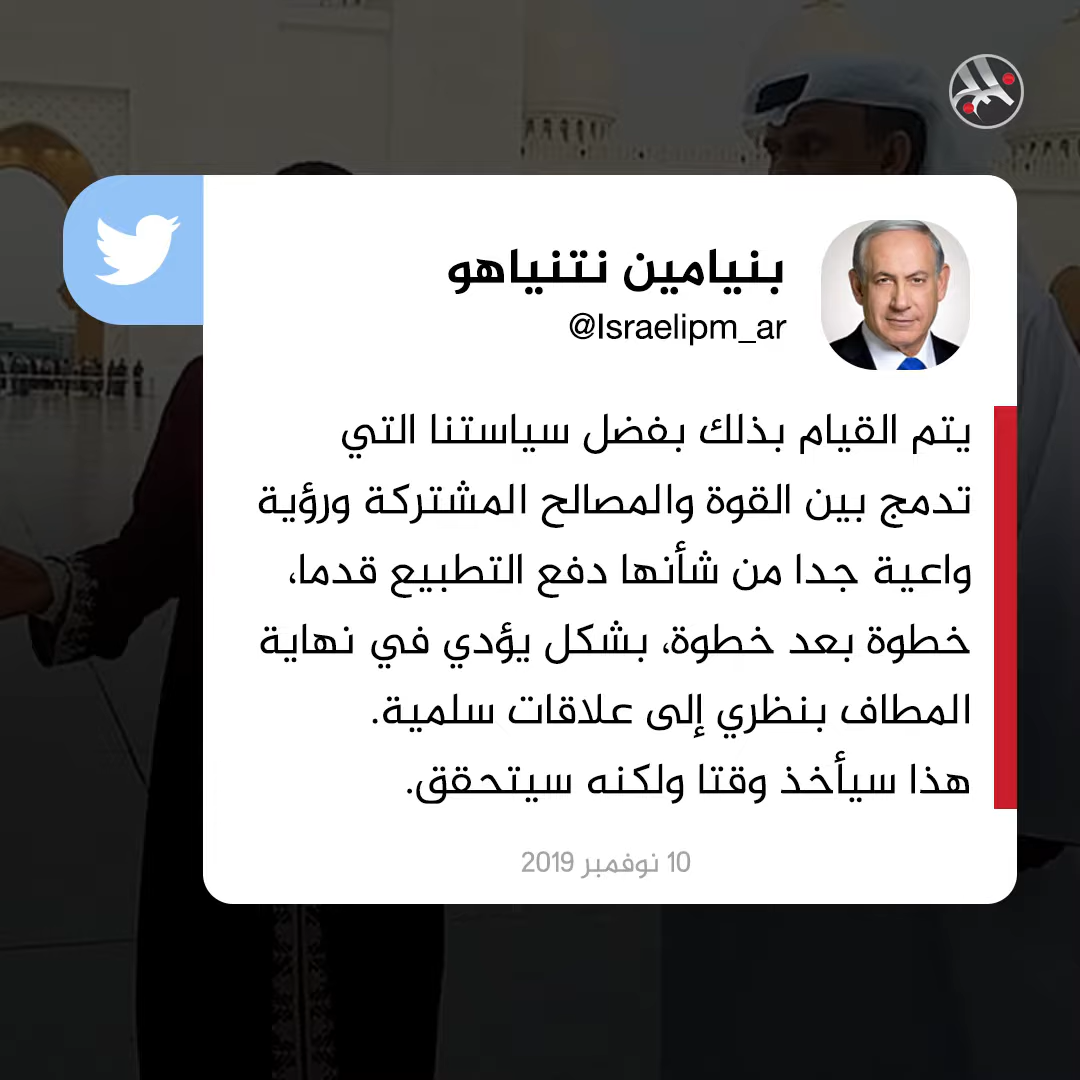 بنيامين نتنياهو
@Israelipm_ar
يتم القيام بذلك بفضل سياستنا التي
تدمج بين القوة والمصالح المشتركة ورؤية
واعية جدا من شأنها دفع التطبيع قدما،
خطوة بعد خطوة، بشكل يؤدي في نهاية
المطاف بنظري إلى علاقات سلمية.
هذا سيأخذ وقتا ولكنه سيتحقق.
10 نوفمبر 2019